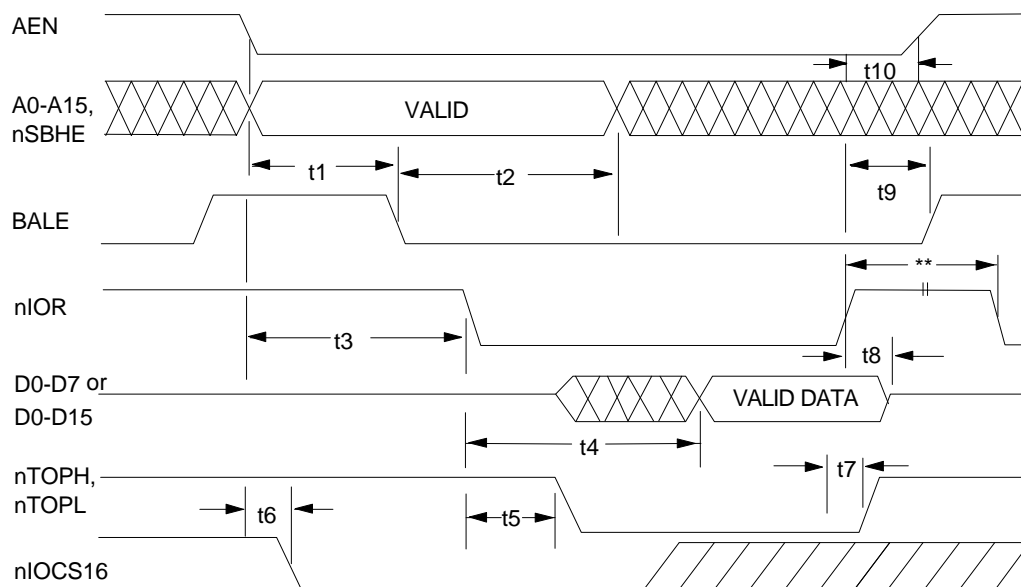 AEN
t10
A0-A15,
nSBHE
VALID
t1
t2
t9
BALE
**
nIOR
t3
t8
D0-D7 or
D0-D15
VALID DATA
t4
nTOPH,
nTOPL
t7
t6
t5
nIOCS16